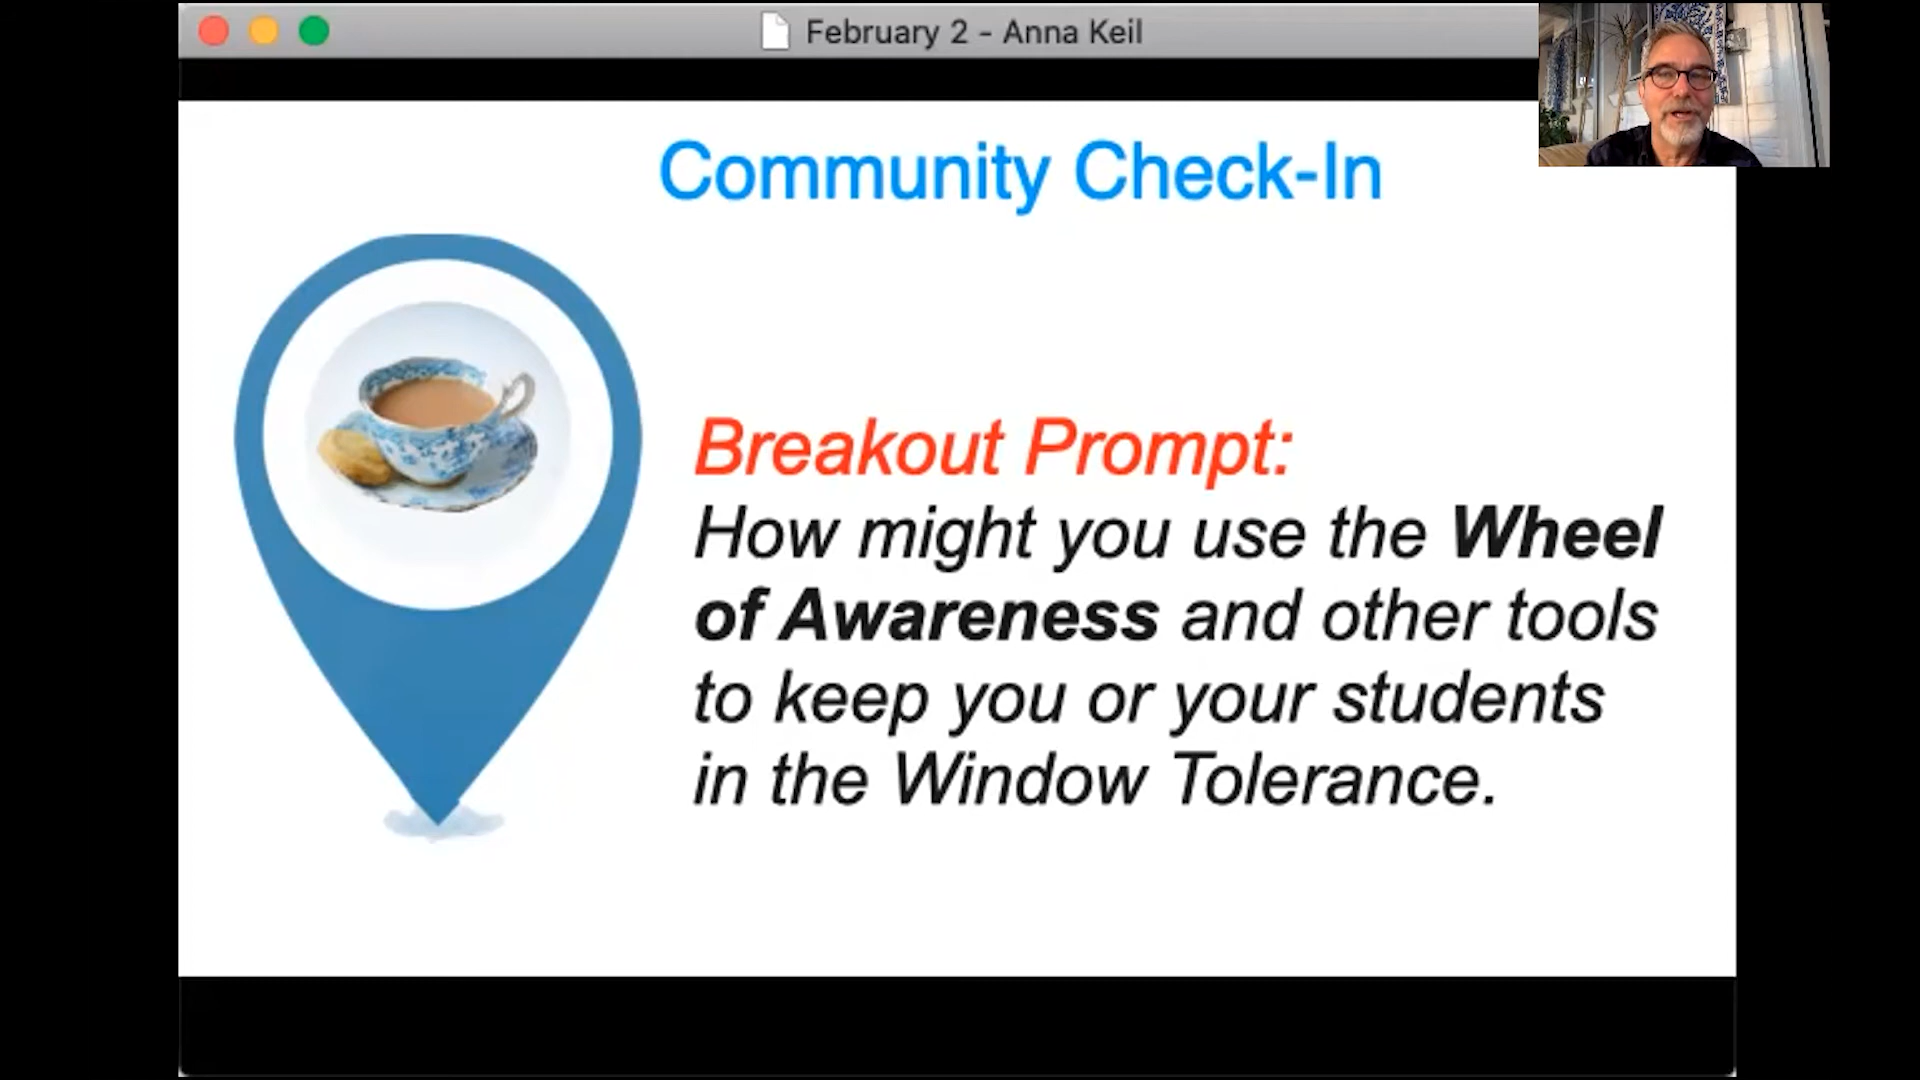 February 2 - Anna Keil
Community Check-In
Breakout Prompt:
How might you use the Wheel
of Awareness and other tools
to keep you or your students
in the Window Tolerance.